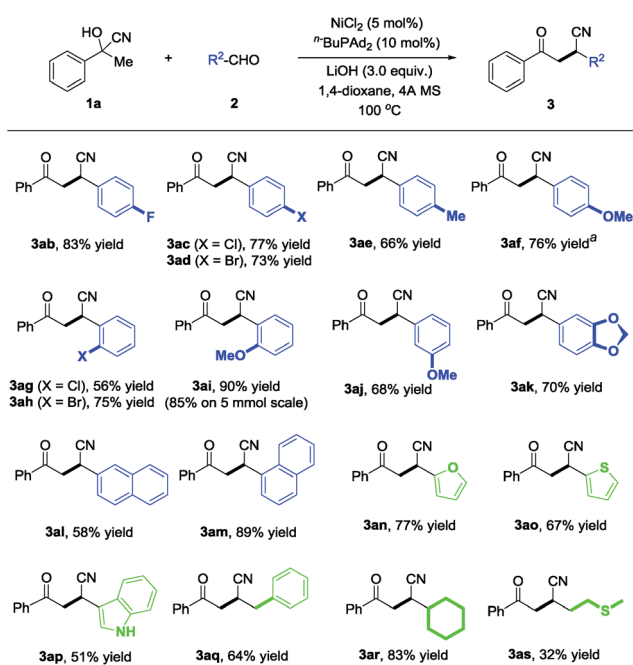 HO CN
Me
1a
+
R²–CHO
2
NiCl₂ (5 mol%)
ⁿ-BuPAd₂ (10 mol%)
LiOH (3.0 equiv.)
1,4-dioxane, 4A MS
100 °C
O CN
R²
3
O CN
Ph
F
3ab, 83% yield
O CN
Ph
X
3ac (X = Cl), 77% yield
3ad (X = Br), 73% yield
O CN
Ph
Me
3ae, 66% yield
O CN
Ph
OMe
3af, 76% yieldᵃ
O CN
Ph
X
3ag (X = Cl), 56% yield
3ah (X = Br), 75% yield
O CN
Ph
MeO
3ai, 90% yield
(85% on 5 mmol scale)
O CN
Ph
OMe
3aj, 68% yield
O CN
Ph
O
O
3ak, 70% yield
O CN
Ph
3al, 58% yield
O CN
Ph
3am, 89% yield
O CN
Ph
O
3an, 77% yield
O CN
Ph
S
3ao, 67% yield
O CN
Ph
NH
3ap, 51% yield
O CN
Ph
3aq, 64% yield
O CN
Ph
3ar, 83% yield
O CN
Ph
S
3as, 32% yield